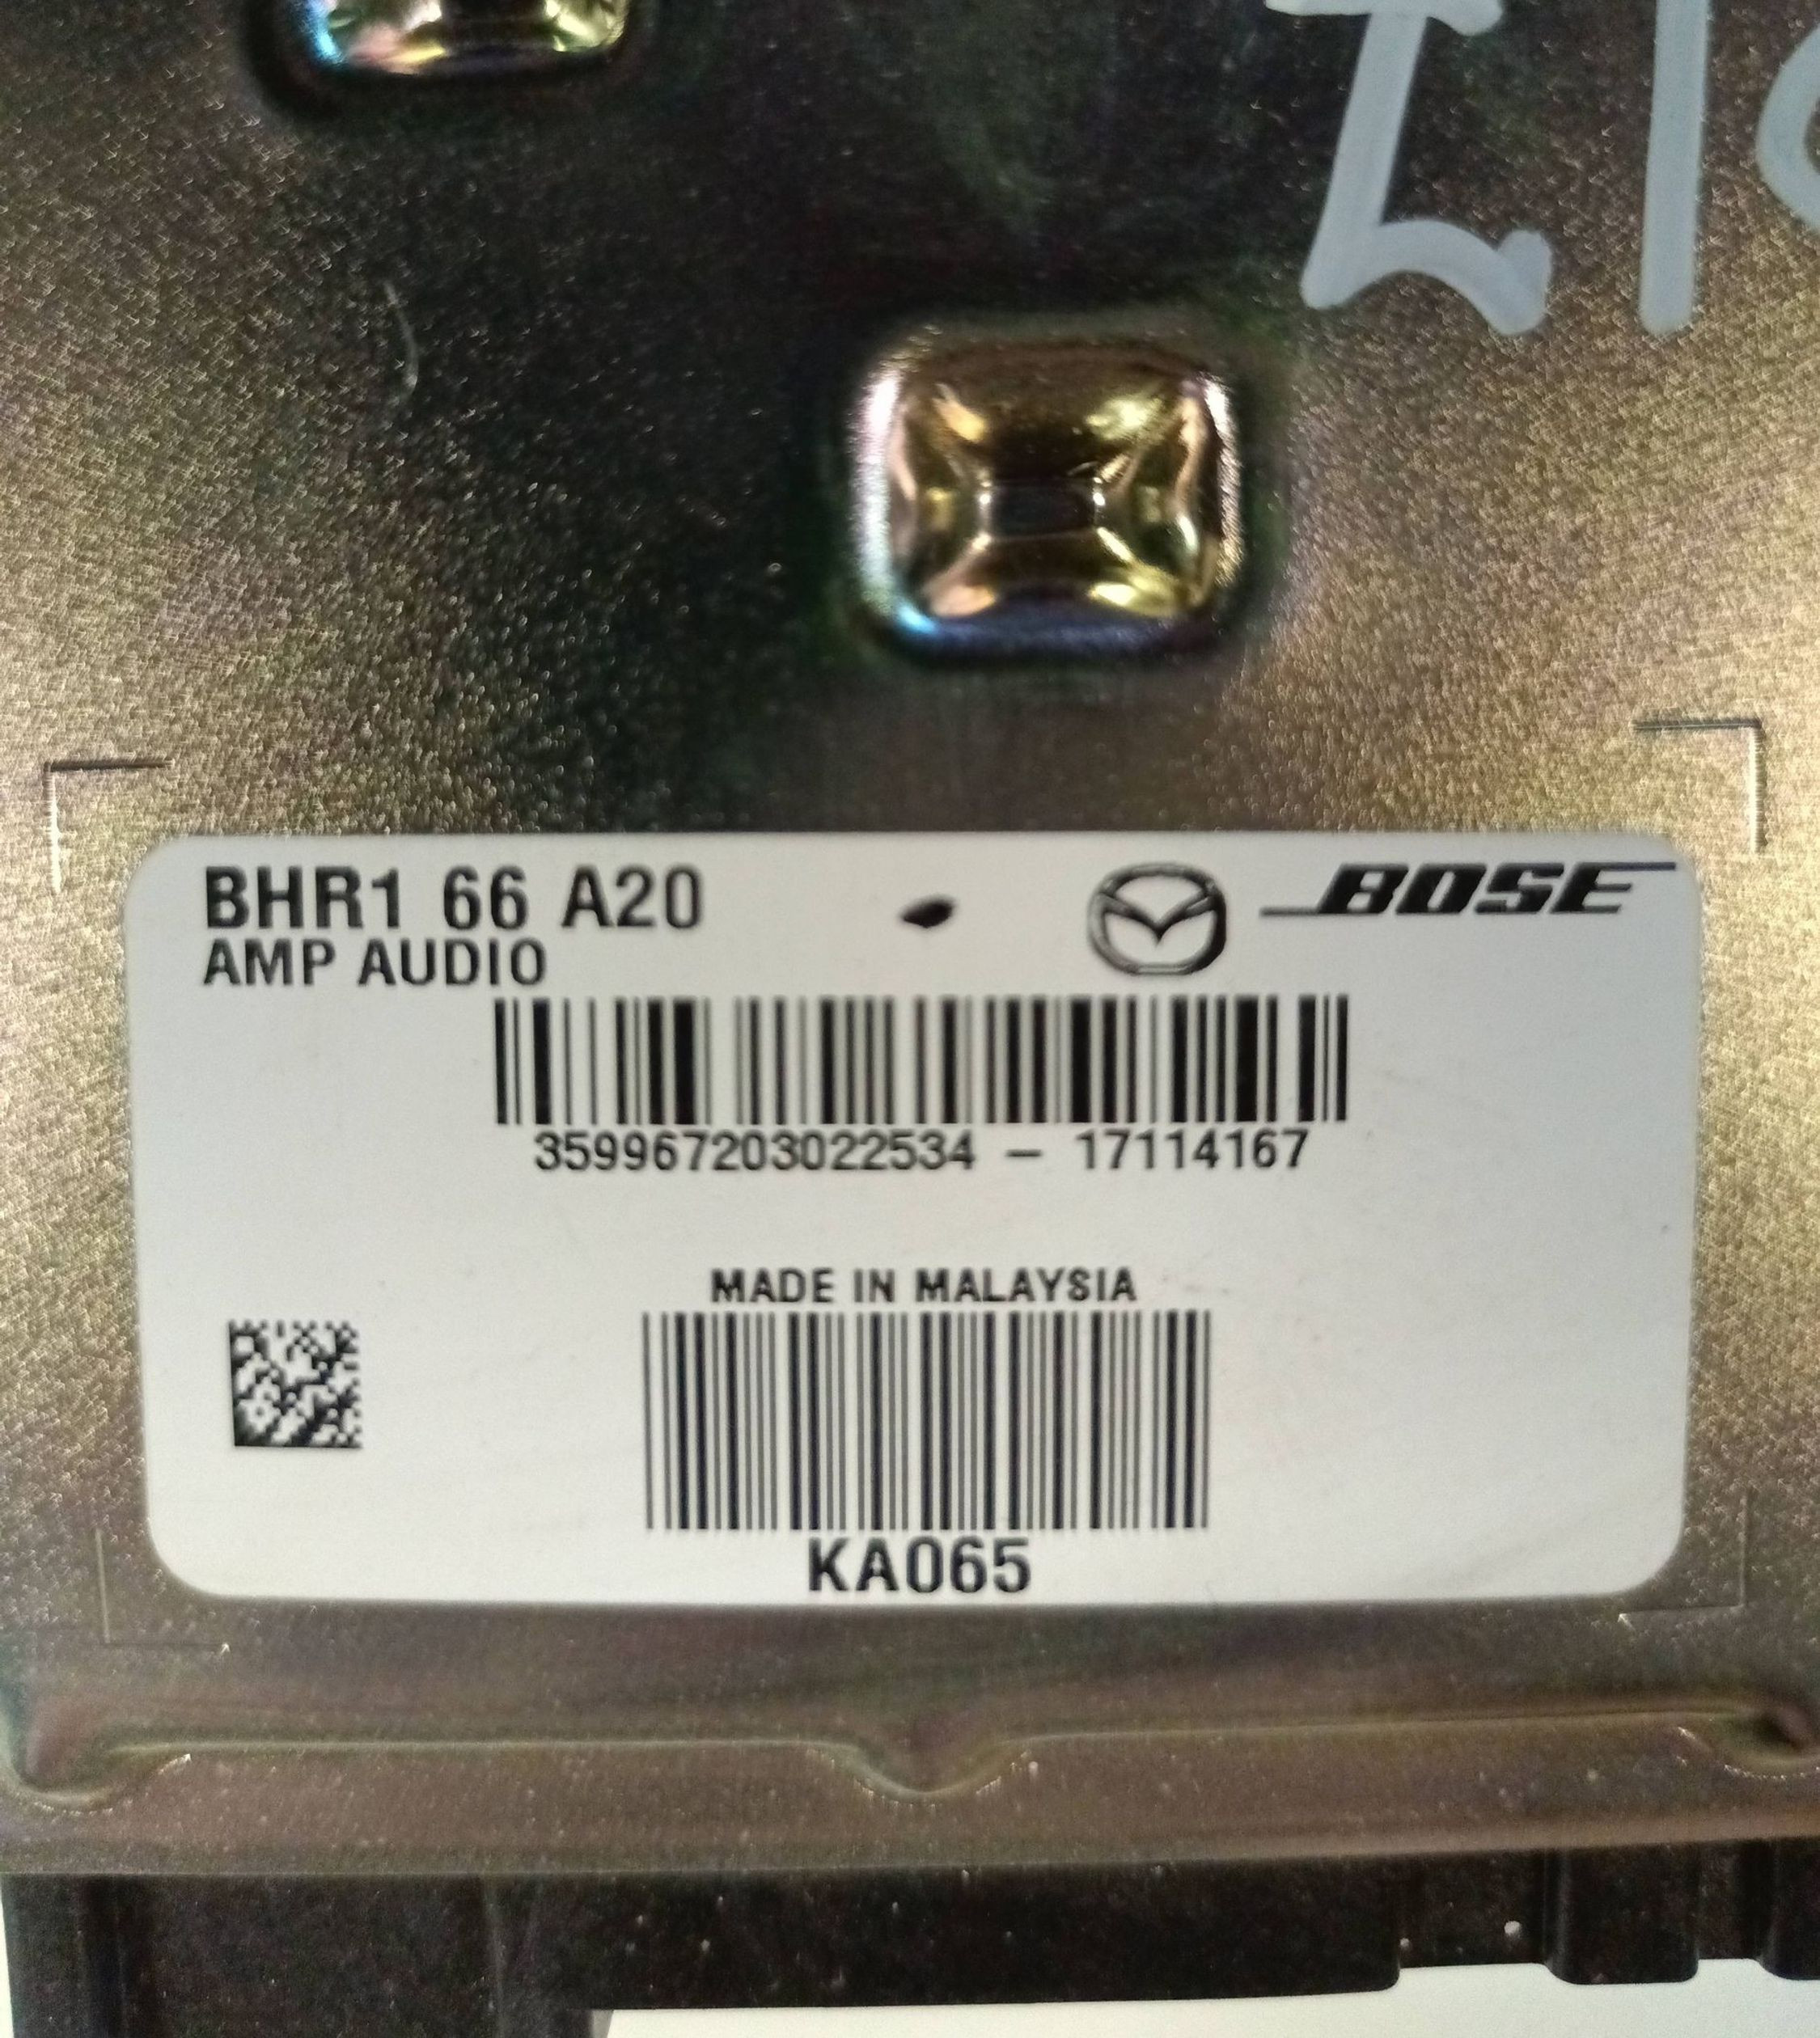 BHR1 66 A20
BOSE
AMP AUDIO
359967203022534 – 17114167
MADE IN MALAYSIA
KA065